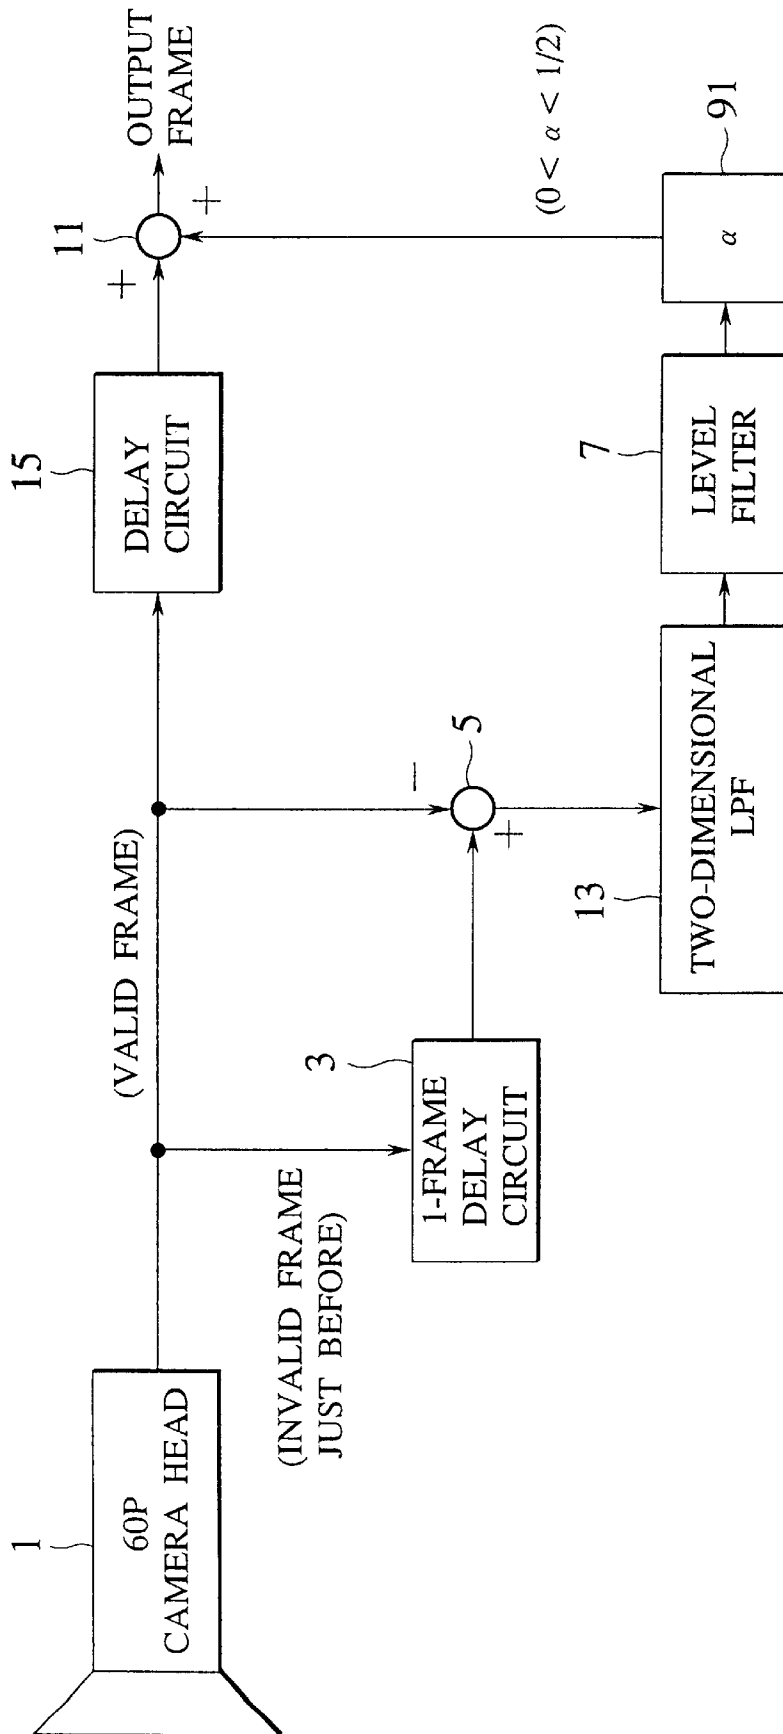 1
60P
CAMERA HEAD
(VALID FRAME)
(INVALID FRAME
JUST BEFORE)
3
1-FRAME
DELAY
CIRCUIT
−
5
+
13
TWO-DIMENSIONAL
LPF
7
LEVEL
FILTER
91
α
(0 < α < 1/2)
15
DELAY
CIRCUIT
11
+
+
OUTPUT
FRAME